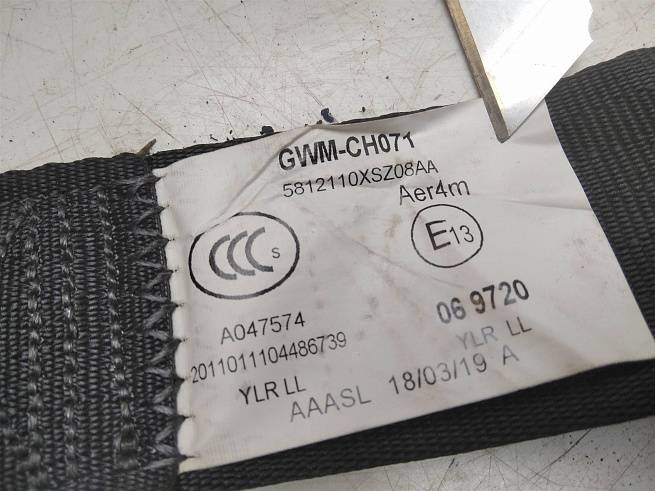 GWM-CH071
5812110XSZ08AA
Aer4m
CCC S
E13
A047574
06 9720
2011011104486739
YLR LL
YLR LL
AAASL 18/03/19 A